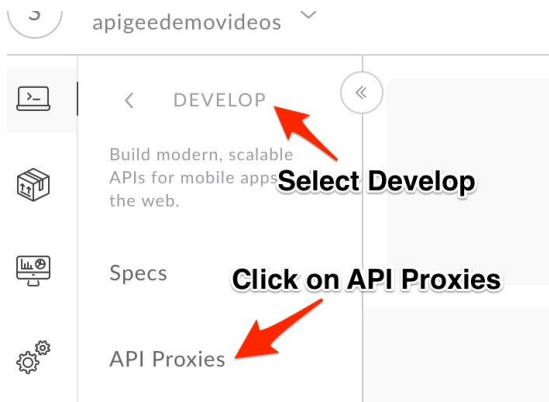 apigeedemovideos
DEVELOP
Build modern, scalable
APIs for mobile apps
the web.
Select Develop
Specs
Click on API Proxies
API Proxies